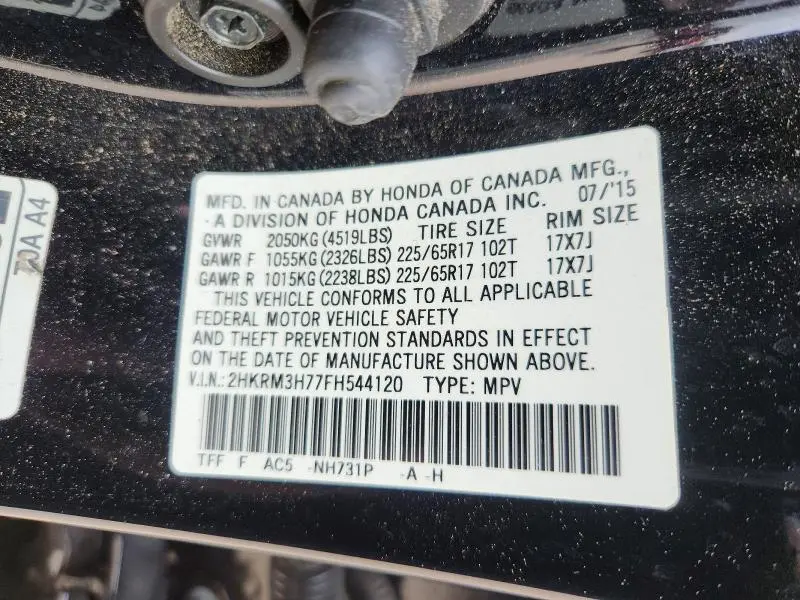 MFD. IN CANADA BY HONDA OF CANADA MFG.,
- A DIVISION OF HONDA CANADA INC. 07/'15
GVWR 2050KG (4519LBS) TIRE SIZE RIM SIZE
GAWR F 1055KG (2326LBS) 225/65R17 102T 17X7J
GAWR R 1015KG (2238LBS) 225/65R17 102T 17X7J
THIS VEHICLE CONFORMS TO ALL APPLICABLE
FEDERAL MOTOR VEHICLE SAFETY
AND THEFT PREVENTION STANDARDS IN EFFECT
ON THE DATE OF MANUFACTURE SHOWN ABOVE.
V.I.N.: 2HKRM3H77FH544120 TYPE: MPV
TFF F AC5 -NH731P -A -H
A A4